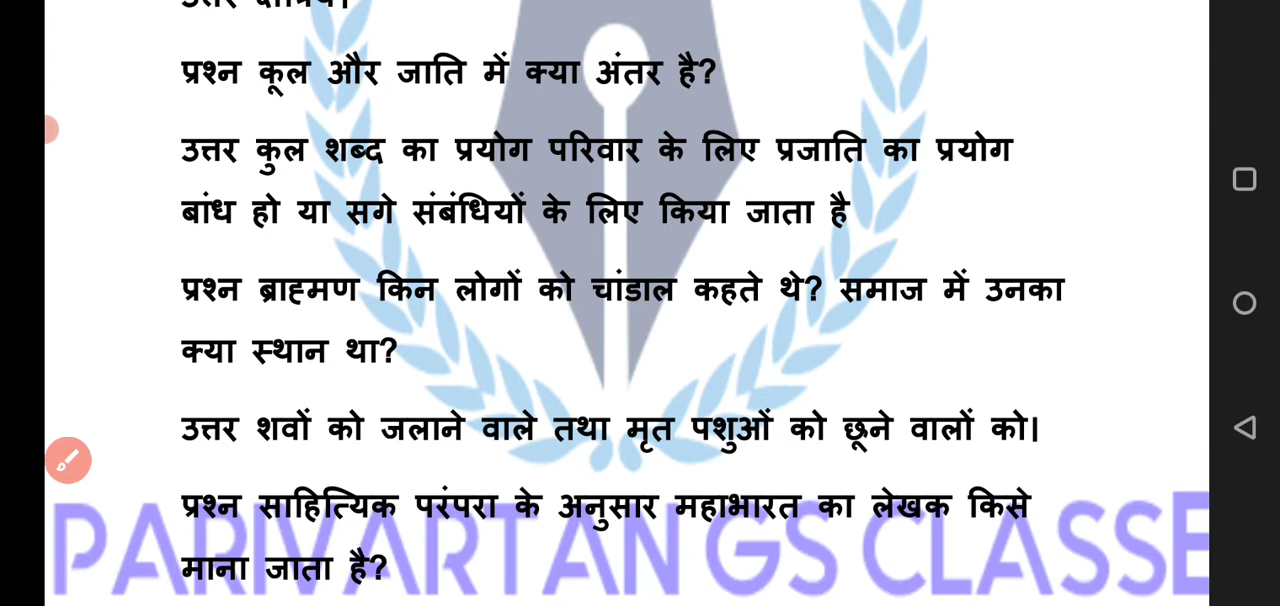 प्रश्न कूल और जाति में क्या अंतर है?
उत्तर कुल शब्द का प्रयोग परिवार के लिए प्रजाति का प्रयोग
बांध हो या सगे संबंधियों के लिए किया जाता है
प्रश्न ब्राह्मण किन लोगों को चांडाल कहते थे? समाज में उनका
क्या स्थान था?
उत्तर शवों को जलाने वाले तथा मृत पशुओं को छूने वालों को।
प्रश्न साहित्यिक परंपरा के अनुसार महाभारत का लेखक किसे
माना जाता है?
PARIVARTAN GS CLASSE